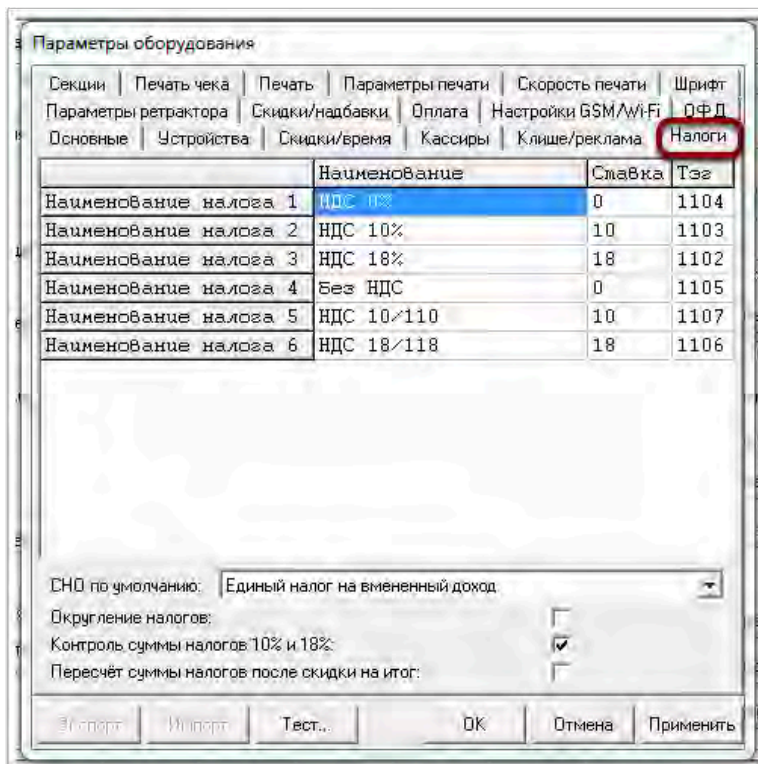 Параметры оборудования
Секции Печать чека Печать Параметры печати Скорость печати Шрифт
Параметры ретрактора Скидки/надбавки Оплата Настройки GSM/Wi-Fi ОФД
Основные Устройства Скидки/время Кассиры Клише/реклама Налоги
Наименование Ставка Тэг
Наименование налога 1 НДС 0% 0 1104
Наименование налога 2 НДС 10% 10 1103
Наименование налога 3 НДС 18% 18 1102
Наименование налога 4 Без НДС 0 1105
Наименование налога 5 НДС 10/110 10 1107
Наименование налога 6 НДС 18/118 18 1106
СНО по умолчанию: Единый налог на вмененный доход
Округление налогов:
Контроль суммы налогов 10% и 18%:
Пересчёт суммы налогов после скидки на итог:
Экспорт Импорт Тест.. ОК Отмена Применить